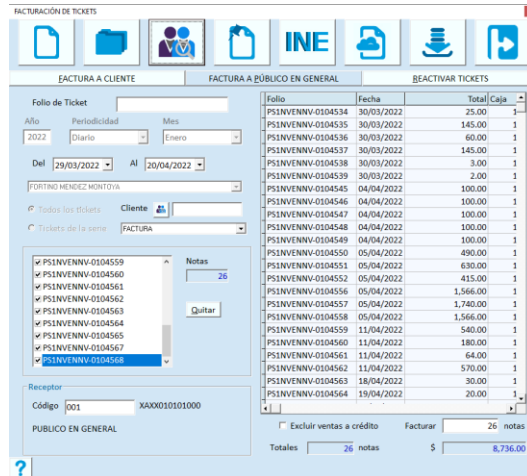 FACTURACIÓN DE TICKETS
INE
FACTURA A CLIENTE
FACTURA A PÚBLICO EN GENERAL
REACTIVAR TICKETS
Folio de Ticket
Año Periodicidad Mes
2022 Diario Enero
Del 29/03/2022 Al 20/04/2022
FORTINO MENDEZ MONTOYA
Todos los tickets Cliente
Tickets de la serie FACTURA
PS1NVENNV-0104559
PS1NVENNV-0104560
PS1NVENNV-0104561
PS1NVENNV-0104562
PS1NVENNV-0104563
PS1NVENNV-0104564
PS1NVENNV-0104565
PS1NVENNV-0104567
PS1NVENNV-0104568
Notas
26
Quitar
Receptor
Código 001 XAXX010101000
PUBLICO EN GENERAL
Folio Fecha Total Caja
PS1NVENNV-0104534 30/03/2022 25.00 1
PS1NVENNV-0104535 30/03/2022 145.00 1
PS1NVENNV-0104536 30/03/2022 60.00 1
PS1NVENNV-0104537 30/03/2022 145.00 1
PS1NVENNV-0104538 30/03/2022 3.00 1
PS1NVENNV-0104539 30/03/2022 2.00 1
PS1NVENNV-0104545 04/04/2022 100.00 1
PS1NVENNV-0104546 04/04/2022 100.00 1
PS1NVENNV-0104547 04/04/2022 100.00 1
PS1NVENNV-0104548 04/04/2022 100.00 1
PS1NVENNV-0104549 04/04/2022 100.00 1
PS1NVENNV-0104550 05/04/2022 490.00 1
PS1NVENNV-0104551 05/04/2022 630.00 1
PS1NVENNV-0104552 05/04/2022 415.00 1
PS1NVENNV-0104556 05/04/2022 1,566.00 1
PS1NVENNV-0104557 05/04/2022 1,740.00 1
PS1NVENNV-0104558 05/04/2022 1,566.00 1
PS1NVENNV-0104559 11/04/2022 540.00 1
PS1NVENNV-0104560 11/04/2022 180.00 1
PS1NVENNV-0104561 11/04/2022 64.00 1
PS1NVENNV-0104562 11/04/2022 570.00 1
PS1NVENNV-0104563 18/04/2022 30.00 1
PS1NVENNV-0104564 19/04/2022 20.00 1
Excluir ventas a crédito Facturar 26 notas
Totales 26 notas $ 8,736.00
?